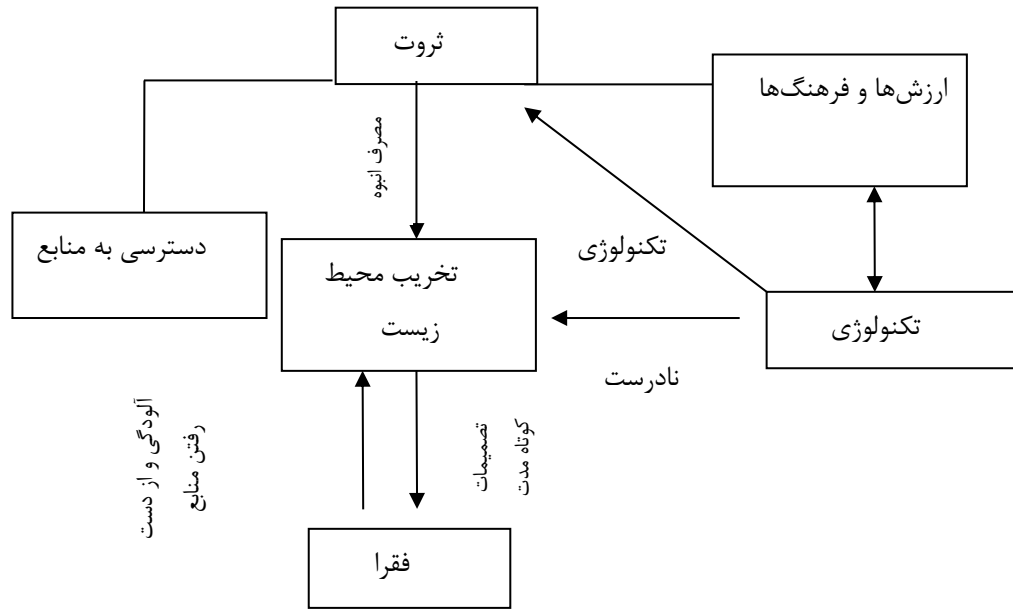 ثروت
ارزش‌ها و فرهنگ‌ها
مصرف انبوه
دسترسی به منابع
تخریب محیط
زیست
تکنولوژی
نادرست
تکنولوژی
آلودگی و از دست
رفتن منابع
تصمیمات
کوتاه مدت
فقرا